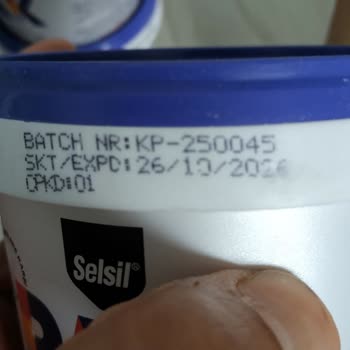 BATCH NR:KP-250045
SKT/EXPD:26/10/2026
CPKD:01
Selsil®